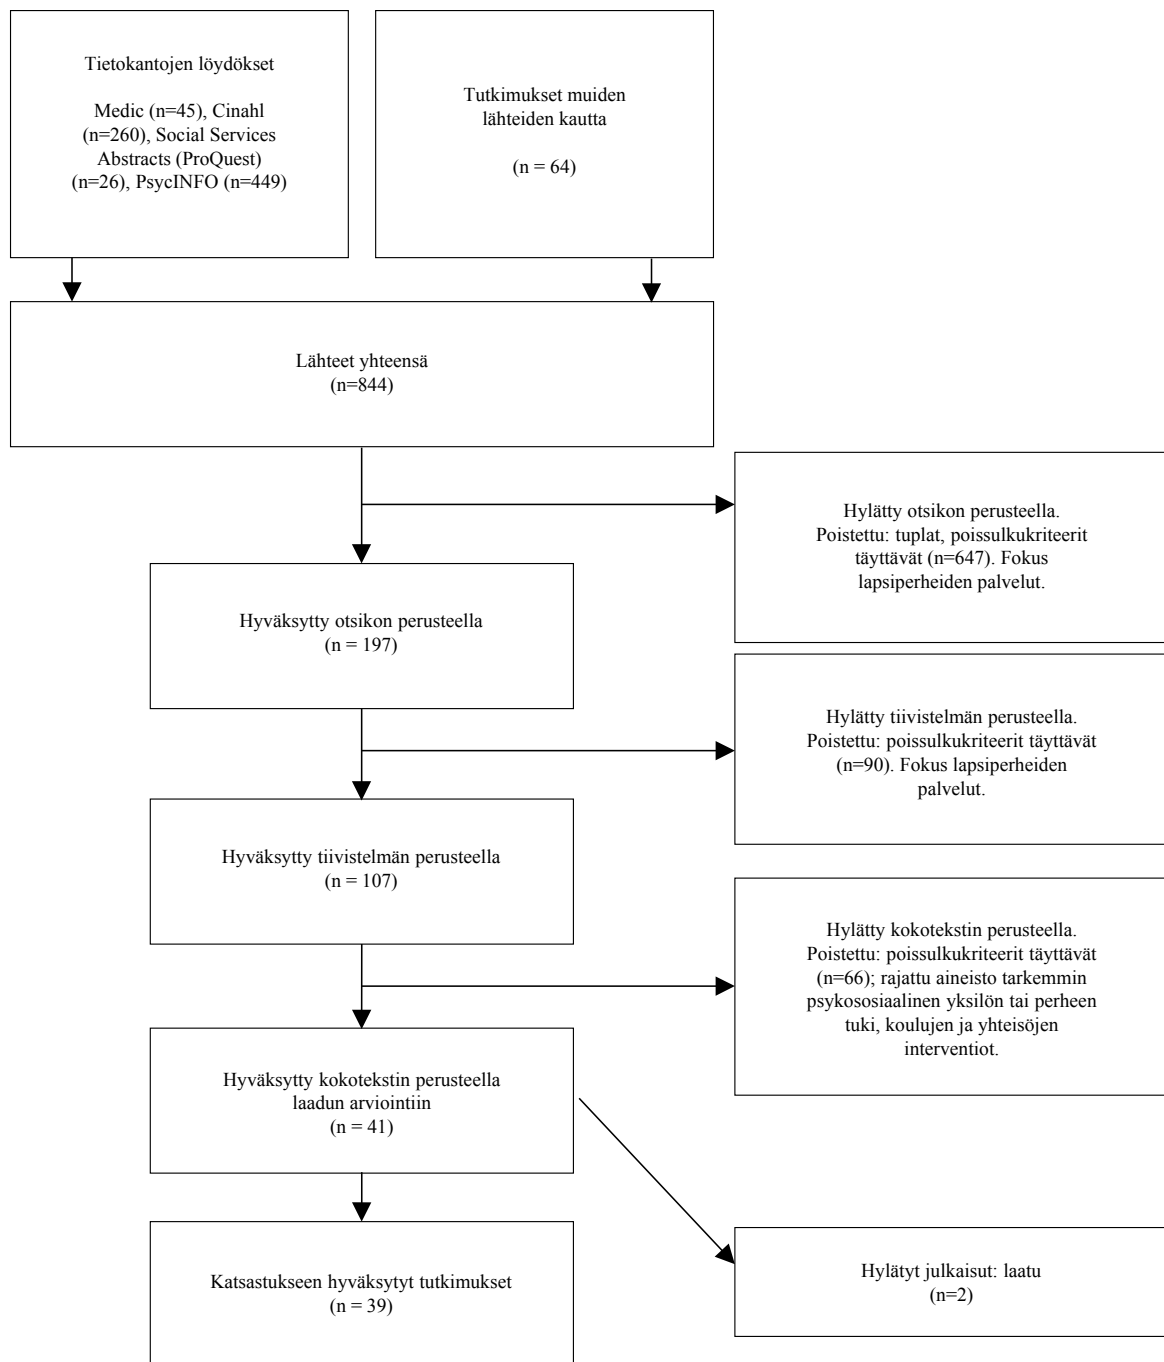 Tietokantojen löydökset
Medic (n=45), Cinahl
(n=260), Social Services
Abstracts (ProQuest)
(n=26), PsycINFO (n=449)
Tutkimukset muiden
lähteiden kautta
(n = 64)
Lähteet yhteensä
(n=844)
Hylätty otsikon perusteella.
Poistettu: tuplat, poissulkukriteerit
täyttävät (n=647). Fokus
lapsiperheiden palvelut.
Hyväksytty otsikon perusteella
(n = 197)
Hylätty tiivistelmän perusteella.
Poistettu: poissulkukriteerit täyttävät
(n=90). Fokus lapsiperheiden
palvelut.
Hyväksytty tiivistelmän perusteella
(n = 107)
Hylätty kokotekstin perusteella.
Poistettu: poissulkukriteerit täyttävät
(n=66); rajattu aineisto tarkemmin
psykososiaalinen yksilön tai perheen
tuki, koulujen ja yhteisöjen
interventiot.
Hyväksytty kokotekstin perusteella
laadun arviointiin
(n = 41)
Katsastukseen hyväksytyt tutkimukset
(n = 39)
Hylätyt julkaisut: laatu
(n=2)